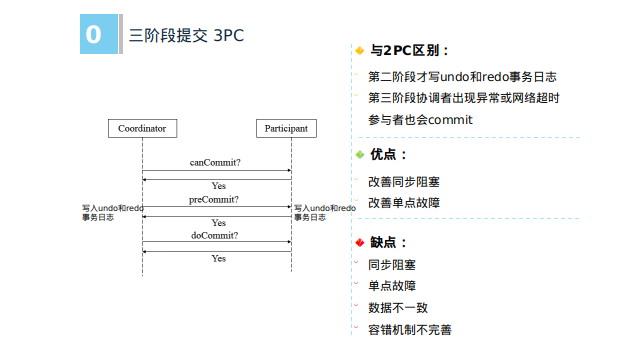 0
三阶段提交 3PC
Coordinator
Participant
canCommit?
Yes
写入undo和redo
事务日志
preCommit?
Yes
写入undo和redo
事务日志
doCommit?
Yes
与2PC区别：
第二阶段才写undo和redo事务日志
第三阶段协调者出现异常或网络超时
参与者也会commit
优点：
改善同步阻塞
改善单点故障
缺点：
同步阻塞
单点故障
数据不一致
容错机制不完善